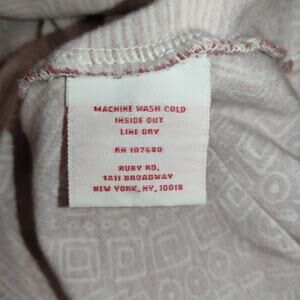 MACHINE WASH COLD
INSIDE OUT
LINE DRY
RN 107680
RUBY RD.
1411 BROADWAY
NEW YORK, NY, 10018